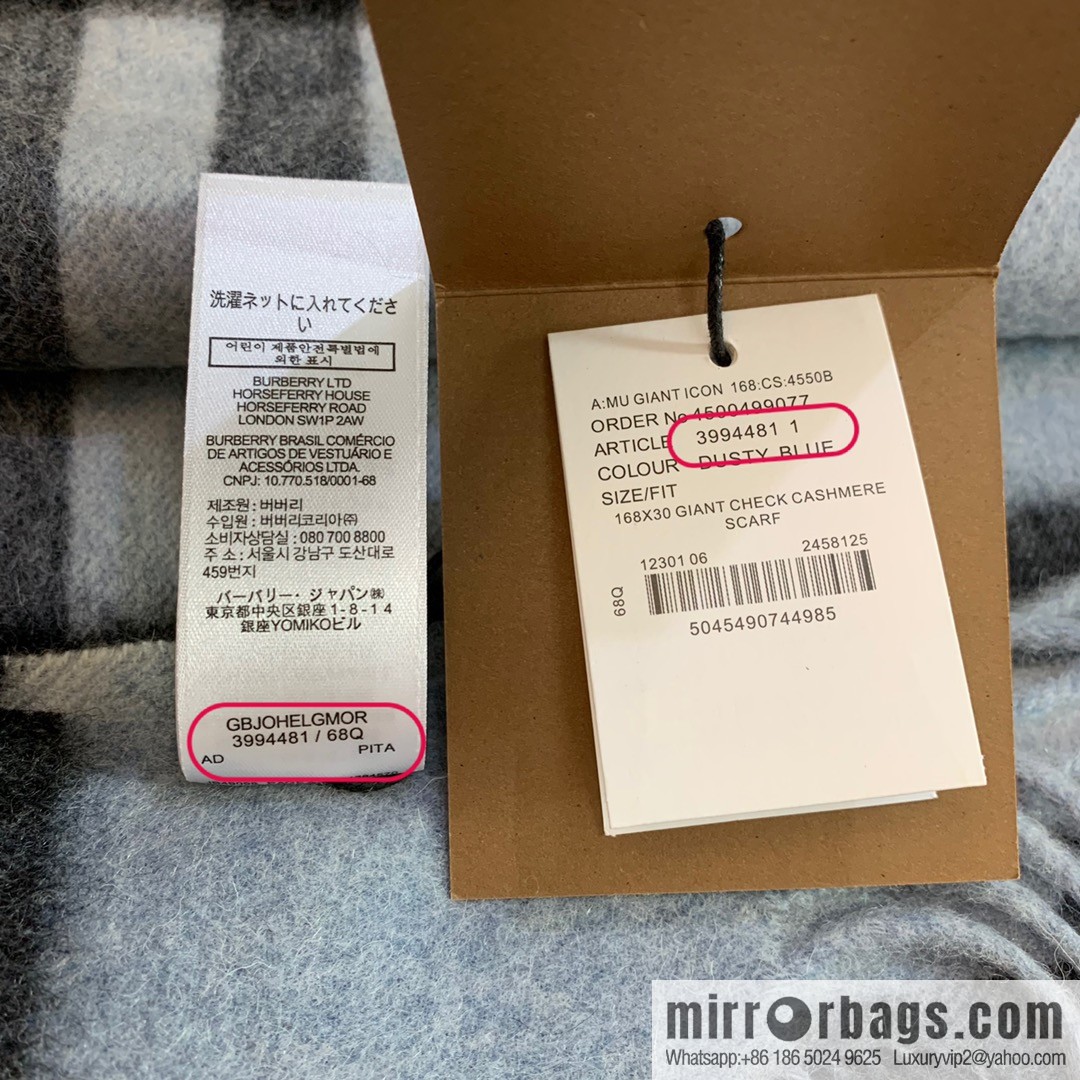 洗濯ネットに入れてくださ
い
어린이 제품안전특별법에
의한 표시
BURBERRY LTD
HORSEFERRY HOUSE
HORSEFERRY ROAD
LONDON SW1P 2AW
BURBERRY BRASIL COMÉRCIO
DE ARTIGOS DE VESTUÁRIO E
ACESSÓRIOS LTDA.
CNPJ: 10.770.518/0001-68
제조원 : 버버리
수입원 : 버버리코리아㈜
소비자상담실 : 080 700 8800
주 소 : 서울시 강남구 도산대로
459번지
バーバリー・ジャパン㈱
東京都中央区銀座1-8-14
銀座YOMIKOビル
GBJOHELGMOR
3994481 / 68Q
PITA
AD
A:MU GIANT ICON 168:CS:4550B
ORDER No 4500499077
ARTICLE 3994481 1
COLOUR DUSTY BLUE
SIZE/FIT
168X30 GIANT CHECK CASHMERE
SCARF
12301 06 2458125
68Q
5045490744985
mirrorbags.com
Whatsapp:+86 186 5024 9625 Luxuryvip2@yahoo.com